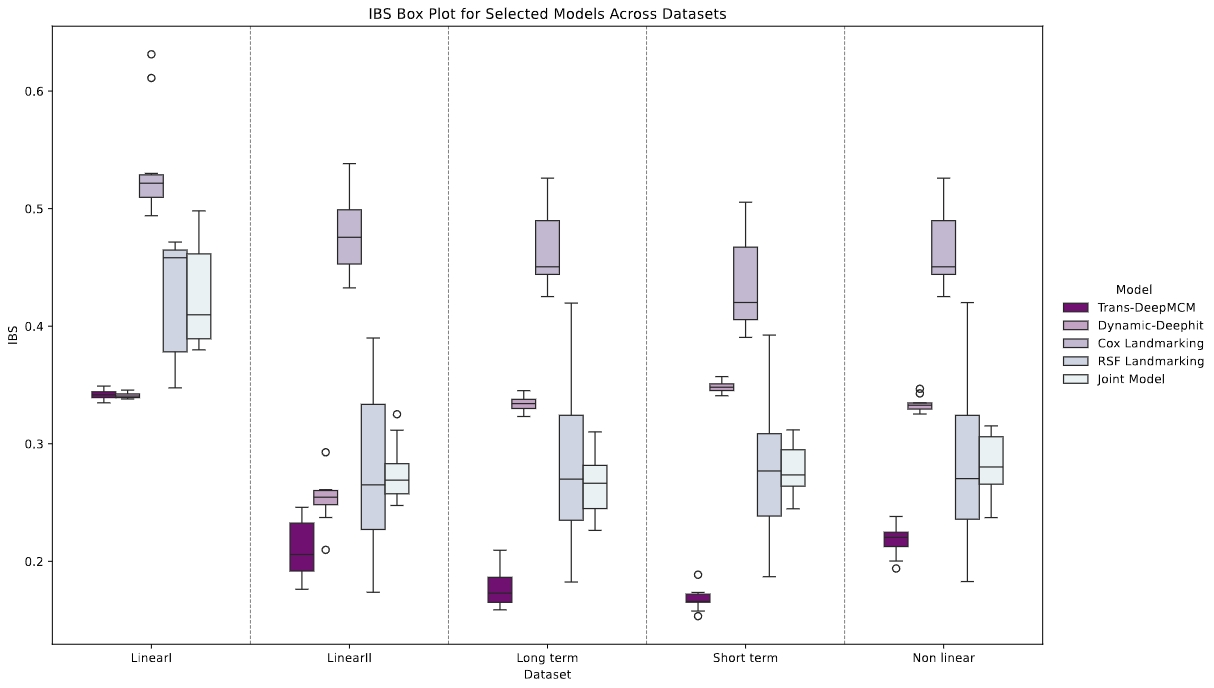 IBS Box Plot for Selected Models Across Datasets
0.6
0.5
0.4
0.3
0.2
IBS
LinearI
LinearII
Long term
Short term
Non linear
Dataset
Model
Trans-DeepMCM
Dynamic-Deephit
Cox Landmarking
RSF Landmarking
Joint Model